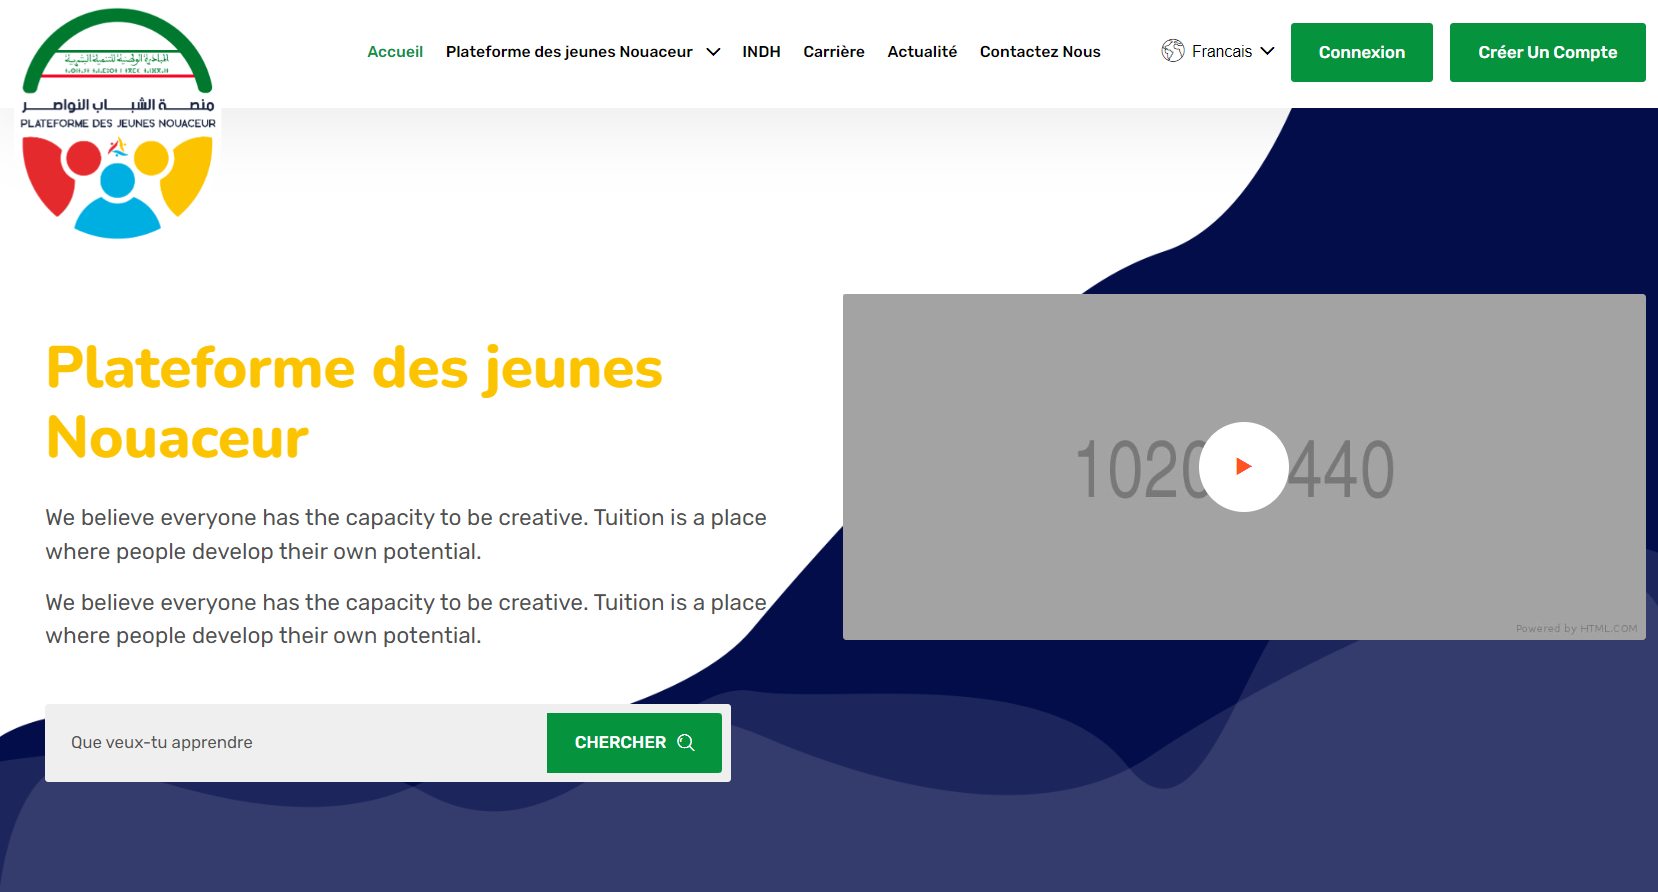 المبادرة الوطنية للتنمية البشرية
منصة الشباب النواصر
PLATEFORME DES JEUNES NOUACEUR
Accueil
Plateforme des jeunes Nouaceur
INDH
Carrière
Actualité
Contactez Nous
Francais
Connexion
Créer Un Compte
Plateforme des jeunes
Nouaceur
We believe everyone has the capacity to be creative. Tuition is a place
where people develop their own potential.
We believe everyone has the capacity to be creative. Tuition is a place
where people develop their own potential.
Que veux-tu apprendre
CHERCHER
1020 440
Powered by HTML.COM